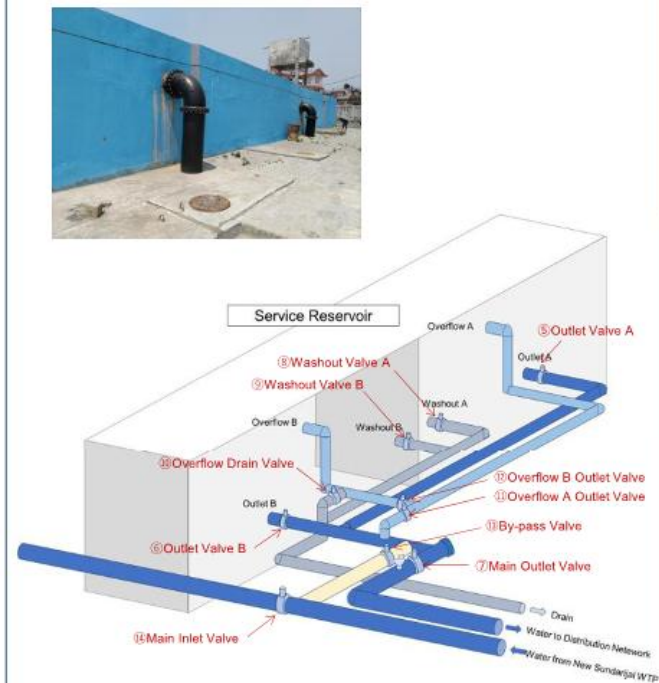 Service Reservoir
Overflow A
⑤Outlet Valve A
Outlet A
⑧Washout Valve A
⑨Washout Valve B
Washout A
Washout B
Overflow B
⑩Overflow Drain Valve
⑫Overflow B Outlet Valve
⑪Overflow A Outlet Valve
Outlet B
⑬By-pass Valve
⑥Outlet Valve B
⑦Main Outlet Valve
Drain
⑭Main Inlet Valve
Water to Distribution Netework
Water from New Sundarijal WTP